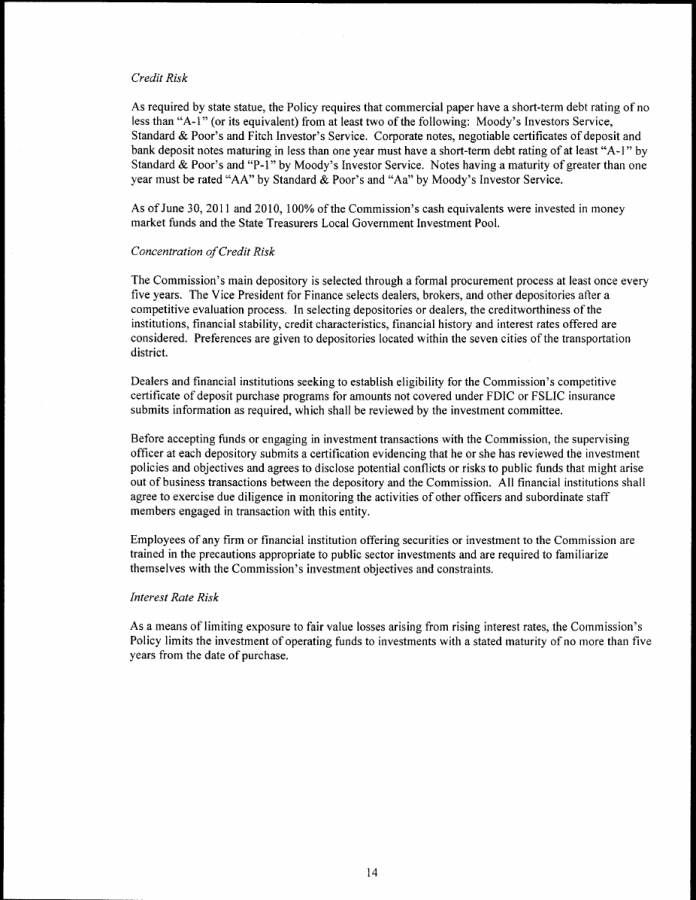 Credit Risk
As required by state statue, the Policy requires that commercial paper have a short-term debt rating of no
less than “A-1” (or its equivalent) from at least two of the following: Moody’s Investors Service,
Standard & Poor’s and Fitch Investor’s Service. Corporate notes, negotiable certificates of deposit and
bank deposit notes maturing in less than one year must have a short-term debt rating of at least “A-1” by
Standard & Poor’s and “P-1” by Moody’s Investor Service. Notes having a maturity of greater than one
year must be rated “AA” by Standard & Poor’s and “Aa” by Moody’s Investor Service.
As of June 30, 2011 and 2010, 100% of the Commission’s cash equivalents were invested in money
market funds and the State Treasurers Local Government Investment Pool.
Concentration of Credit Risk
The Commission’s main depository is selected through a formal procurement process at least once every
five years. The Vice President for Finance selects dealers, brokers, and other depositories after a
competitive evaluation process. In selecting depositories or dealers, the creditworthiness of the
institutions, financial stability, credit characteristics, financial history and interest rates offered are
considered. Preferences are given to depositories located within the seven cities of the transportation
district.
Dealers and financial institutions seeking to establish eligibility for the Commission’s competitive
certificate of deposit purchase programs for amounts not covered under FDIC or FSLIC insurance
submits information as required, which shall be reviewed by the investment committee.
Before accepting funds or engaging in investment transactions with the Commission, the supervising
officer at each depository submits a certification evidencing that he or she has reviewed the investment
policies and objectives and agrees to disclose potential conflicts or risks to public funds that might arise
out of business transactions between the depository and the Commission. All financial institutions shall
agree to exercise due diligence in monitoring the activities of other officers and subordinate staff
members engaged in transaction with this entity.
Employees of any firm or financial institution offering securities or investment to the Commission are
trained in the precautions appropriate to public sector investments and are required to familiarize
themselves with the Commission’s investment objectives and constraints.
Interest Rate Risk
As a means of limiting exposure to fair value losses arising from rising interest rates, the Commission’s
Policy limits the investment of operating funds to investments with a stated maturity of no more than five
years from the date of purchase.
14